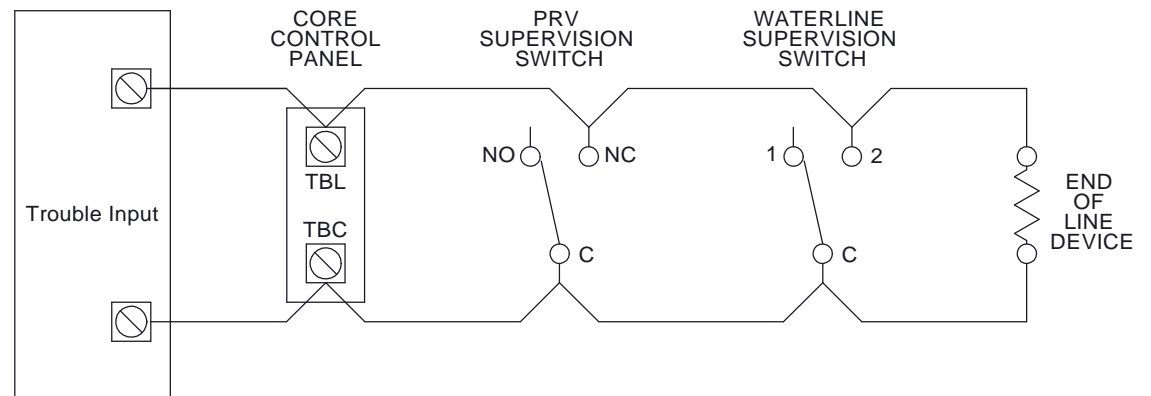 CORE
CONTROL
PANEL
PRV
SUPERVISION
SWITCH
WATERLINE
SUPERVISION
SWITCH
NO
NC
1
2
TBL
TBC
Trouble Input
C
C
END
OF
LINE
DEVICE